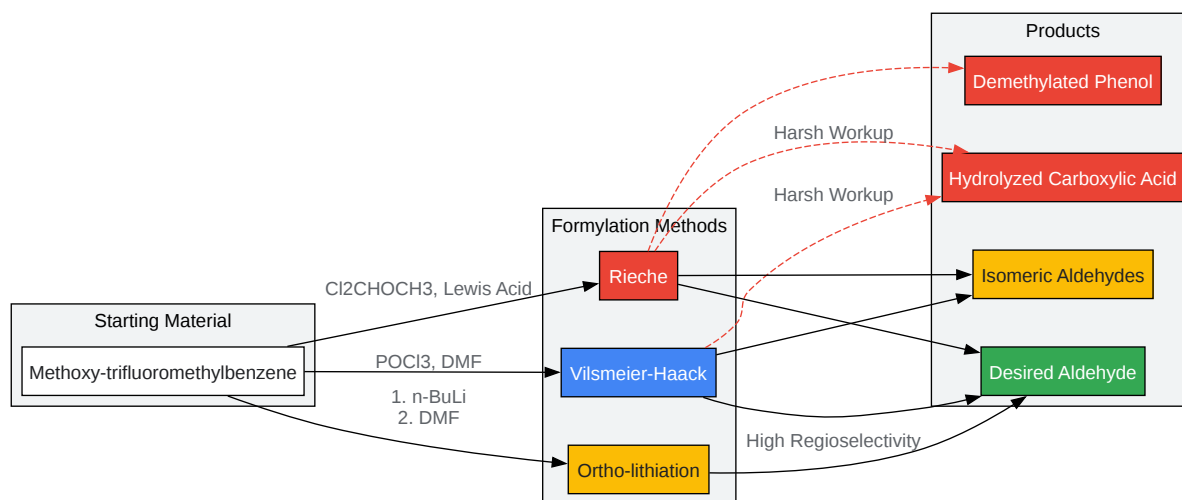 Products
Demethylated Phenol
Harsh Workup
Hydrolyzed Carboxylic Acid
Harsh Workup
Formylation Methods
Rieche
Isomeric Aldehydes
Cl2CHOCH3, Lewis Acid
Starting Material
Methoxy-trifluoromethylbenzene
POCl3, DMF
Vilsmeier-Haack
Desired Aldehyde
1. n-BuLi
2. DMF
High Regioselectivity
Ortho-lithiation